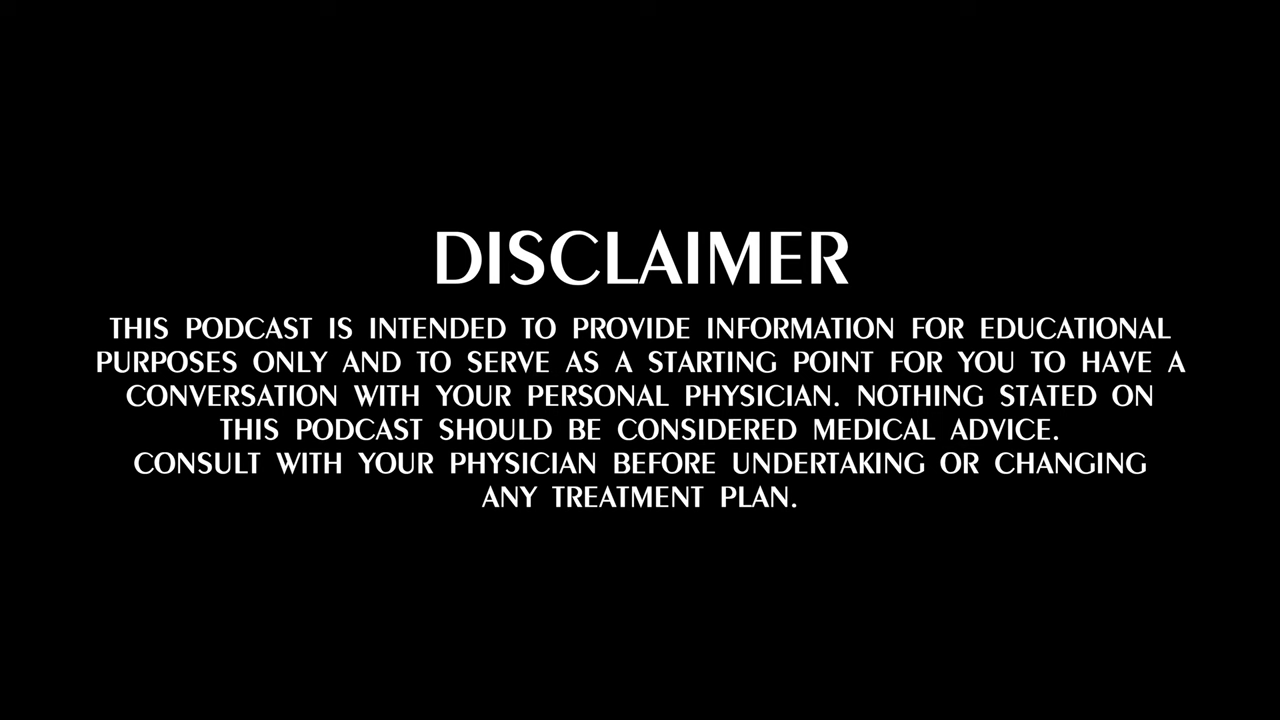 DISCLAIMER
THIS PODCAST IS INTENDED TO PROVIDE INFORMATION FOR EDUCATIONAL
PURPOSES ONLY AND TO SERVE AS A STARTING POINT FOR YOU TO HAVE A
CONVERSATION WITH YOUR PERSONAL PHYSICIAN. NOTHING STATED ON
THIS PODCAST SHOULD BE CONSIDERED MEDICAL ADVICE.
CONSULT WITH YOUR PHYSICIAN BEFORE UNDERTAKING OR CHANGING
ANY TREATMENT PLAN.